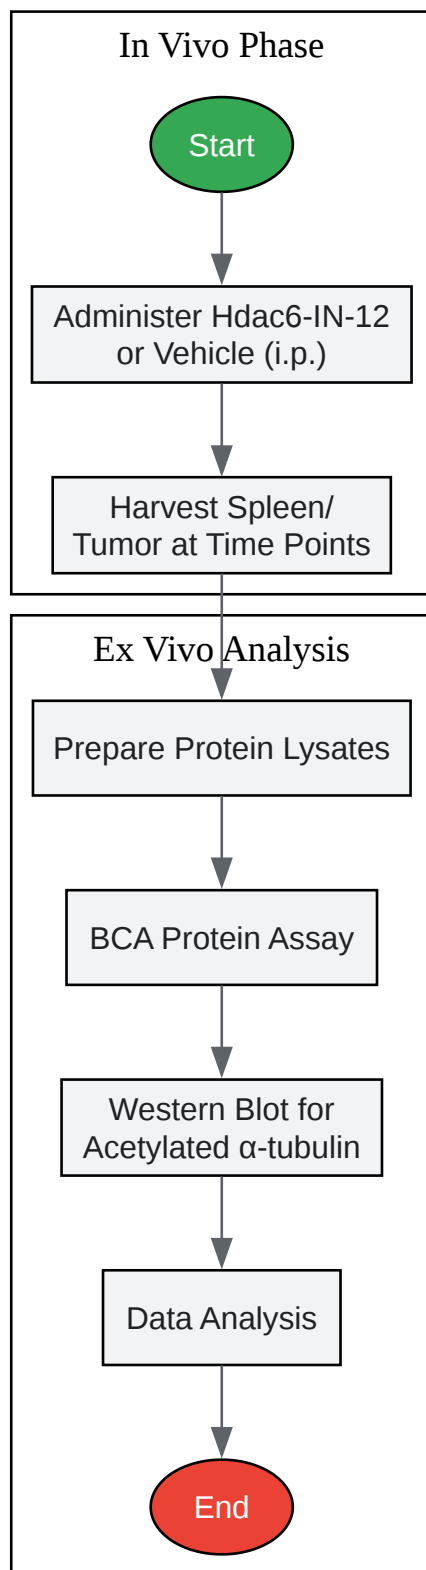 In Vivo Phase
Start
Administer Hdac6-IN-12
or Vehicle (i.p.)
Harvest Spleen/
Tumor at Time Points
Ex Vivo Analysis
Prepare Protein Lysates
BCA Protein Assay
Western Blot for
Acetylated α-tubulin
Data Analysis
End